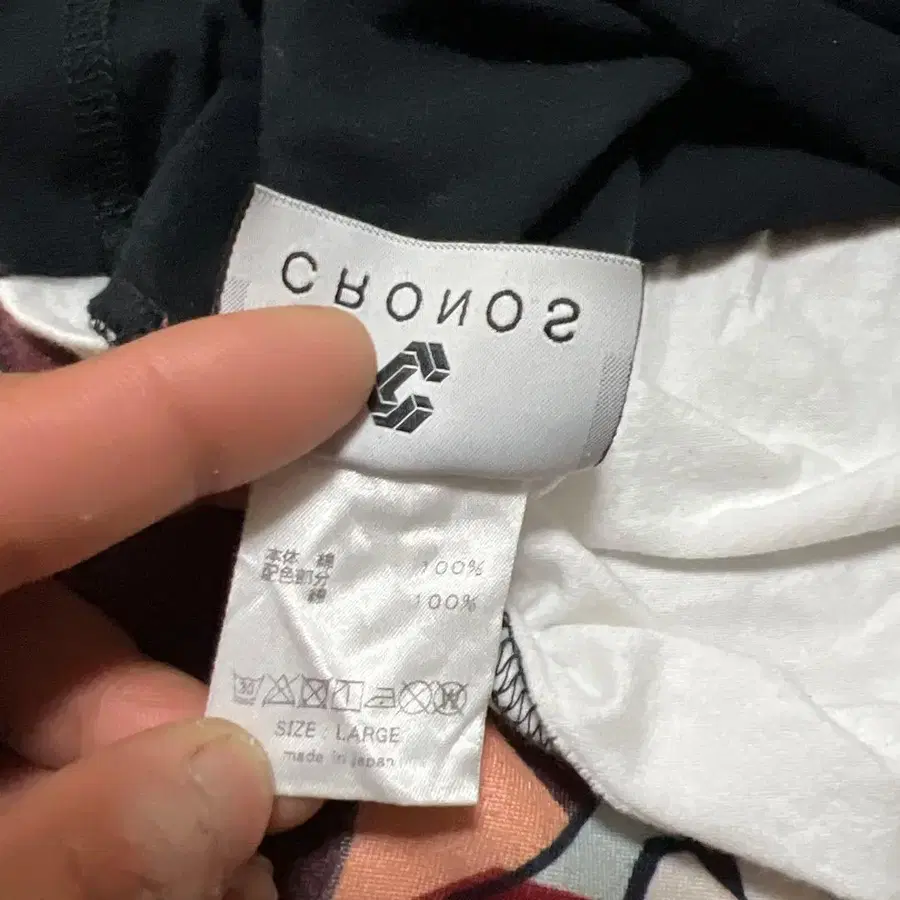 CRONOS
本体 綿 100%
配色部分
綿 100%
SIZE : LARGE
made in japan